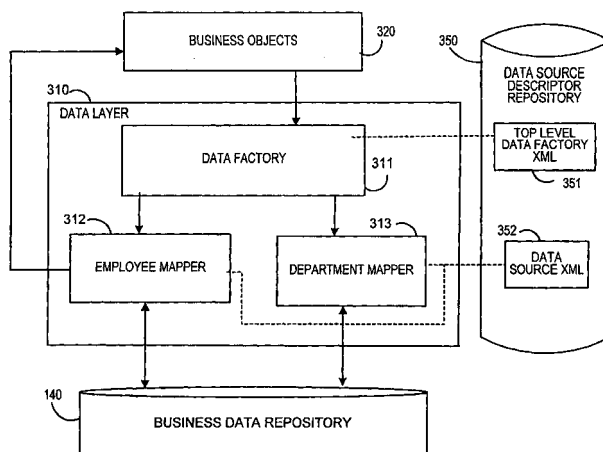 BUSINESS OBJECTS
320
350
DATA SOURCE
DESCRIPTOR
REPOSITORY
310
DATA LAYER
DATA FACTORY
311
TOP LEVEL
DATA FACTORY
XML
351
312
EMPLOYEE MAPPER
313
DEPARTMENT MAPPER
352
DATA
SOURCE XML
140
BUSINESS DATA REPOSITORY